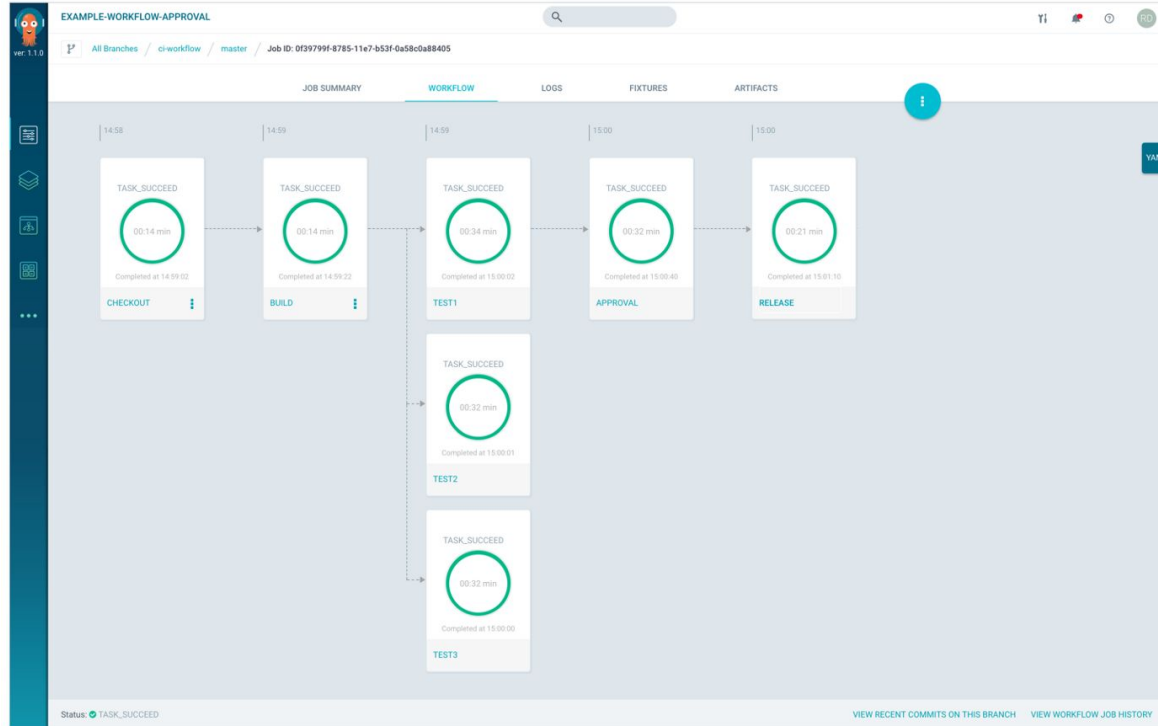 EXAMPLE-WORKFLOW-APPROVAL
RD
ver: 1.1.0
All Branches / ci-workflow / master / Job ID: 0f39799f-8785-11e7-b53f-0a58c0a88405
JOB SUMMARY WORKFLOW LOGS FIXTURES ARTIFACTS
14:58 14:59 14:59 15:00 15:00
YAM
TASK_SUCCEED
00:14 min
Completed at 14:59:02
CHECKOUT
TASK_SUCCEED
00:14 min
Completed at 14:59:22
BUILD
TASK_SUCCEED
00:34 min
Completed at 15:00:02
TEST1
TASK_SUCCEED
00:32 min
Completed at 15:00:40
APPROVAL
TASK_SUCCEED
00:21 min
Completed at 15:01:10
RELEASE
TASK_SUCCEED
00:32 min
Completed at 15:00:01
TEST2
TASK_SUCCEED
00:32 min
Completed at 15:00:00
TEST3
Status: TASK_SUCCEED
VIEW RECENT COMMITS ON THIS BRANCH VIEW WORKFLOW JOB HISTORY